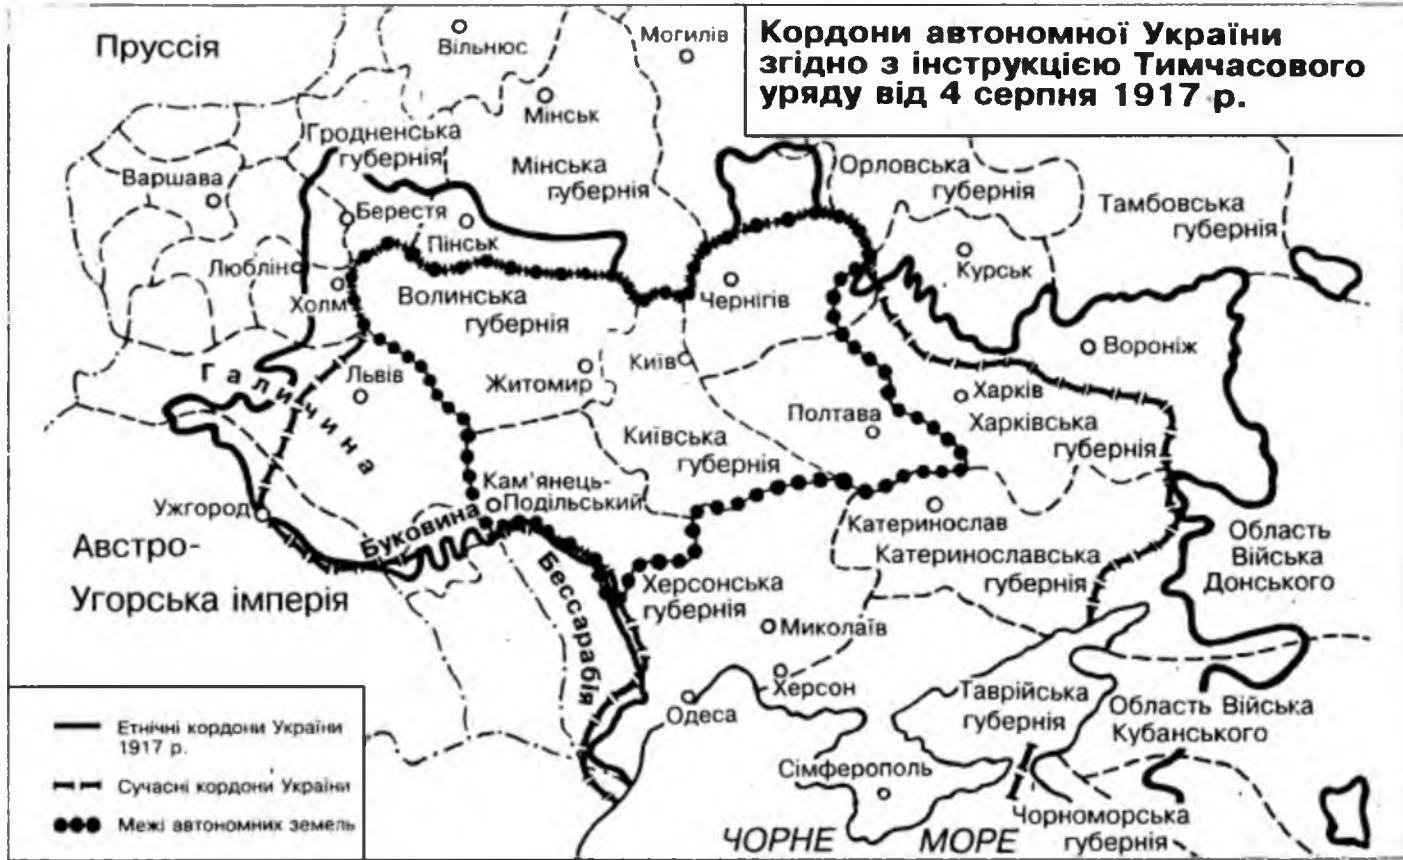 Кордони автономної України
згідно з інструкцією Тимчасового
уряду від 4 серпня 1917 р.
Пруссія
Вільнюс
Могилів
Мінськ
Гродненська
губернія
Мінська
губернія
Орловська
губернія
Тамбовська
губернія
Варшава
Берестя
Пінськ
Люблін
Холм
Курськ
Чернігів
Волинська
губернія
Вороніж
Галичина
Львів
Житомир
Київ
Харків
Полтава
Харківська
губернія
Київська
губернія
Кам'янець-
Подільський
Ужгород
Буковина
Катеринослав
Область
Війська
Донського
Австро-
Угорська імперія
Бессарабія
Катеринославська
губернія
Херсонська
губернія
Миколаїв
Херсон
Одеса
Таврійська
губернія
Область Війська
Кубанського
Сімферополь
Чорноморська
губернія
ЧОРНЕ МОРЕ
Етнічні кордони України
1917 р.
Сучасні кордони України
Межі автономних земель